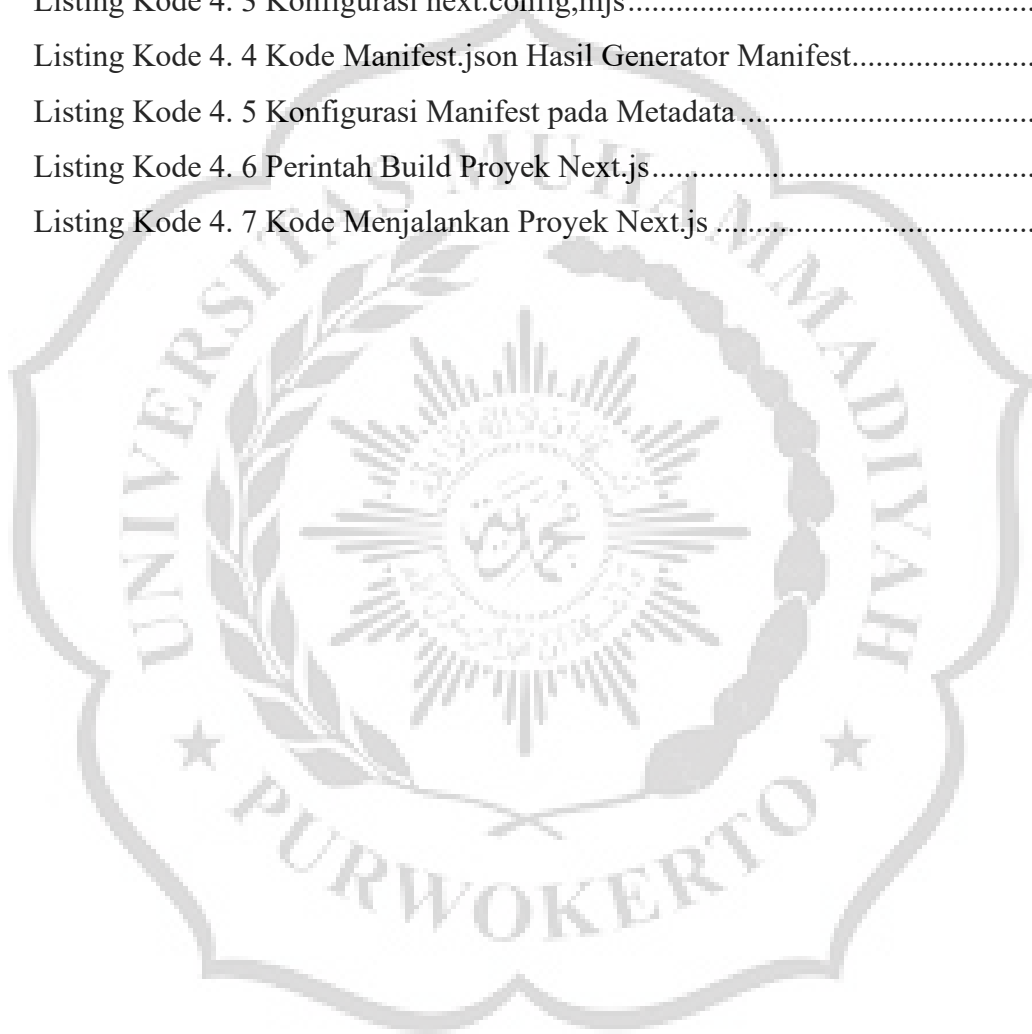 Listing Kode 4. 3 Konfigurasi next.config,mjs..............................................
Listing Kode 4. 4 Kode Manifest.json Hasil Generator Manifest.......................
Listing Kode 4. 5 Konfigurasi Manifest pada Metadata.....................................
Listing Kode 4. 6 Perintah Build Proyek Next.js................................................
Listing Kode 4. 7 Kode Menjalankan Proyek Next.js ........................................
UNIVERSITAS MUHAMMADIYAH
PURWOKERTO